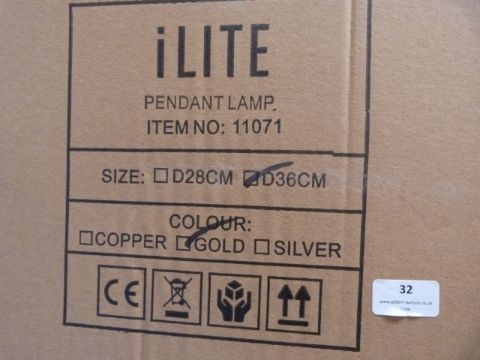 iLITE
PENDANT LAMP.
ITEM NO: 11071
SIZE: ☐D28CM ☑D36CM
COLOUR:
☐COPPER ☑GOLD ☐SILVER
CE
32